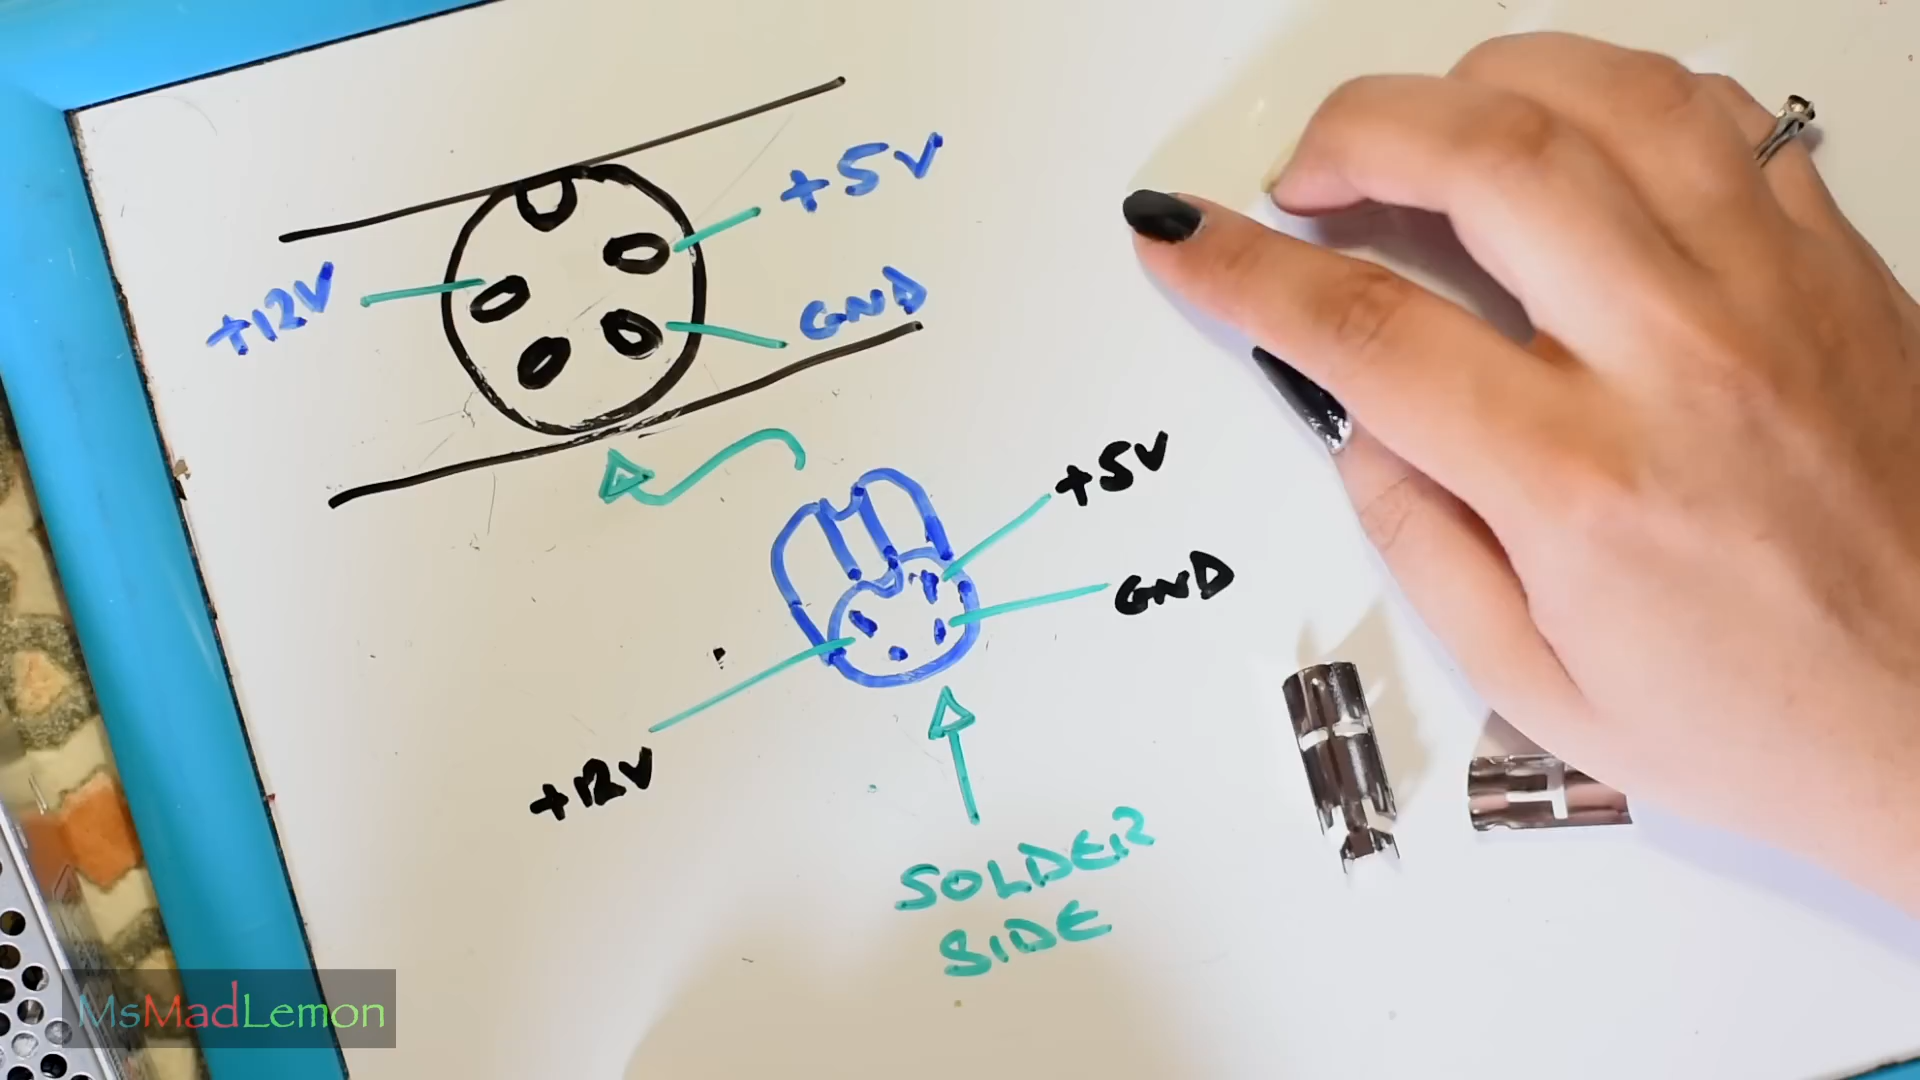 +5V
+12V
GND
+5V
GND
+12V
SOLDER
SIDE
MsMadLemon